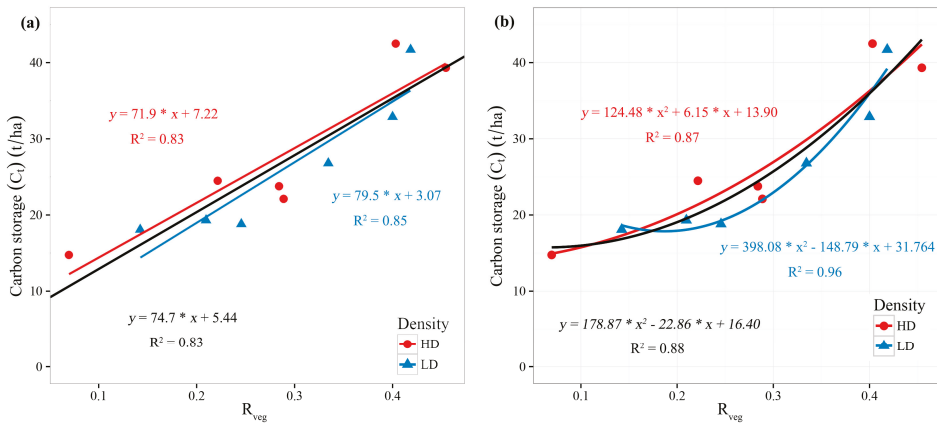 (a)
Carbon storage (Cₜ) (t/ha)
40
30
20
10
0
y = 71.9 * x + 7.22
R² = 0.83
y = 79.5 * x + 3.07
R² = 0.85
y = 74.7 * x + 5.44
R² = 0.83
Density
HD
LD
0.1 0.2 0.3 0.4
R_veg
(b)
Carbon storage (Cₜ) (t/ha)
40
30
20
10
0
y = 124.48 * x² + 6.15 * x + 13.90
R² = 0.87
y = 398.08 * x² - 148.79 * x + 31.764
R² = 0.96
y = 178.87 * x² - 22.86 * x + 16.40
R² = 0.88
Density
HD
LD
0.1 0.2 0.3 0.4
R_veg